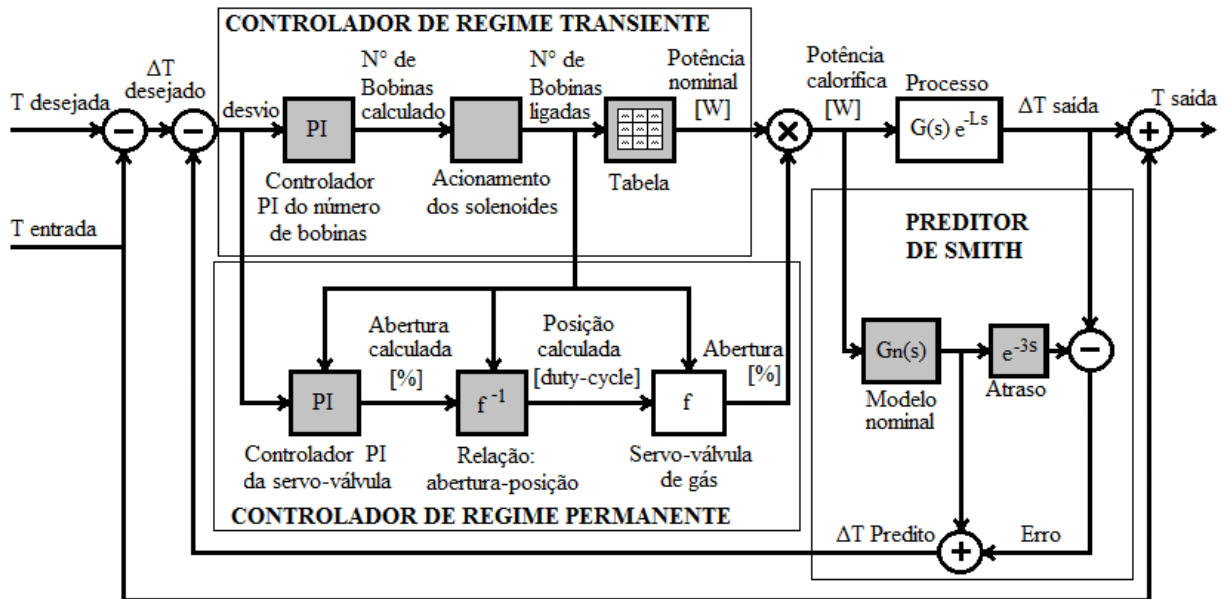 CONTROLADOR DE REGIME TRANSIENTE
T desejada
ΔT
desejado
desvio
PI
Controlador
PI do número
de bobinas
N° de
Bobinas
calculado
Acionamento
dos solenoides
N° de
Bobinas
ligadas
Tabela
Potência
nominal
[W]
Potência
calorífica
[W]
Processo
G(s) e-Ls
ΔT saída
T saída
T entrada
PREDITOR
DE SMITH
Abertura
calculada
[%]
Posição
calculada
[duty-cycle]
Abertura
[%]
PI
f -1
f
Gn(s)
e-3s
Controlador PI
da servo-válvula
Relação:
abertura-posição
Servo-válvula
de gás
Modelo
nominal
Atraso
CONTROLADOR DE REGIME PERMANENTE
ΔT Predito
Erro